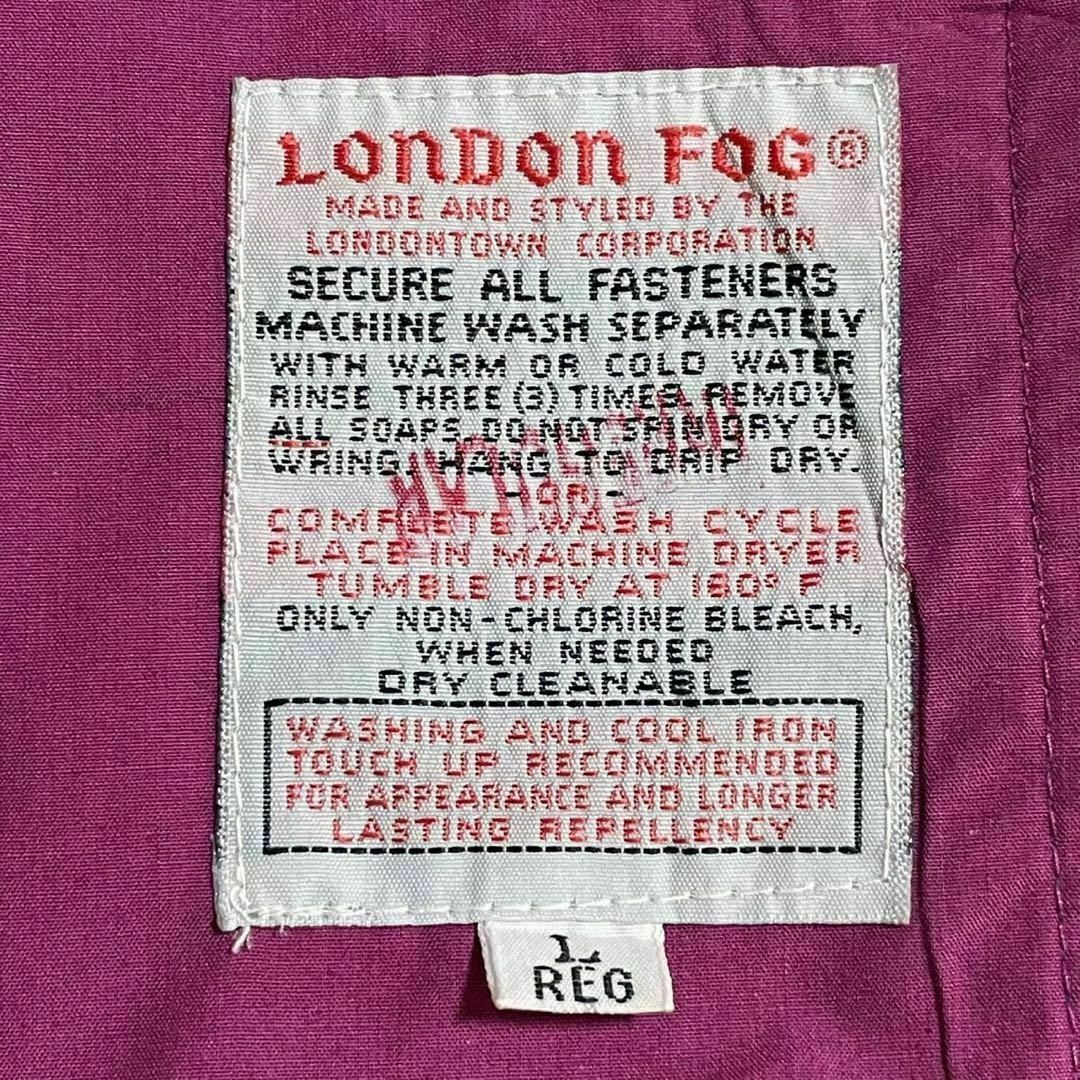 LONDON FOG®
MADE AND STYLED BY THE
LONDONTOWN CORPORATION
SECURE ALL FASTENERS
MACHINE WASH SEPARATELY
WITH WARM OR COLD WATER
RINSE THREE (3) TIMES REMOVE
ALL SOAPS. DO NOT SPIN DRY OR
WRING. HANG TO DRIP DRY.
- OR -
COMPLETE WASH CYCLE
PLACE IN MACHINE DRYER
TUMBLE DRY AT 160° F
ONLY NON-CHLORINE BLEACH,
WHEN NEEDED
DRY CLEANABLE
WASHING AND COOL IRON
TOUCH UP RECOMMENDED
FOR APPEARANCE AND LONGER
LASTING REPELLENCY
L
REG